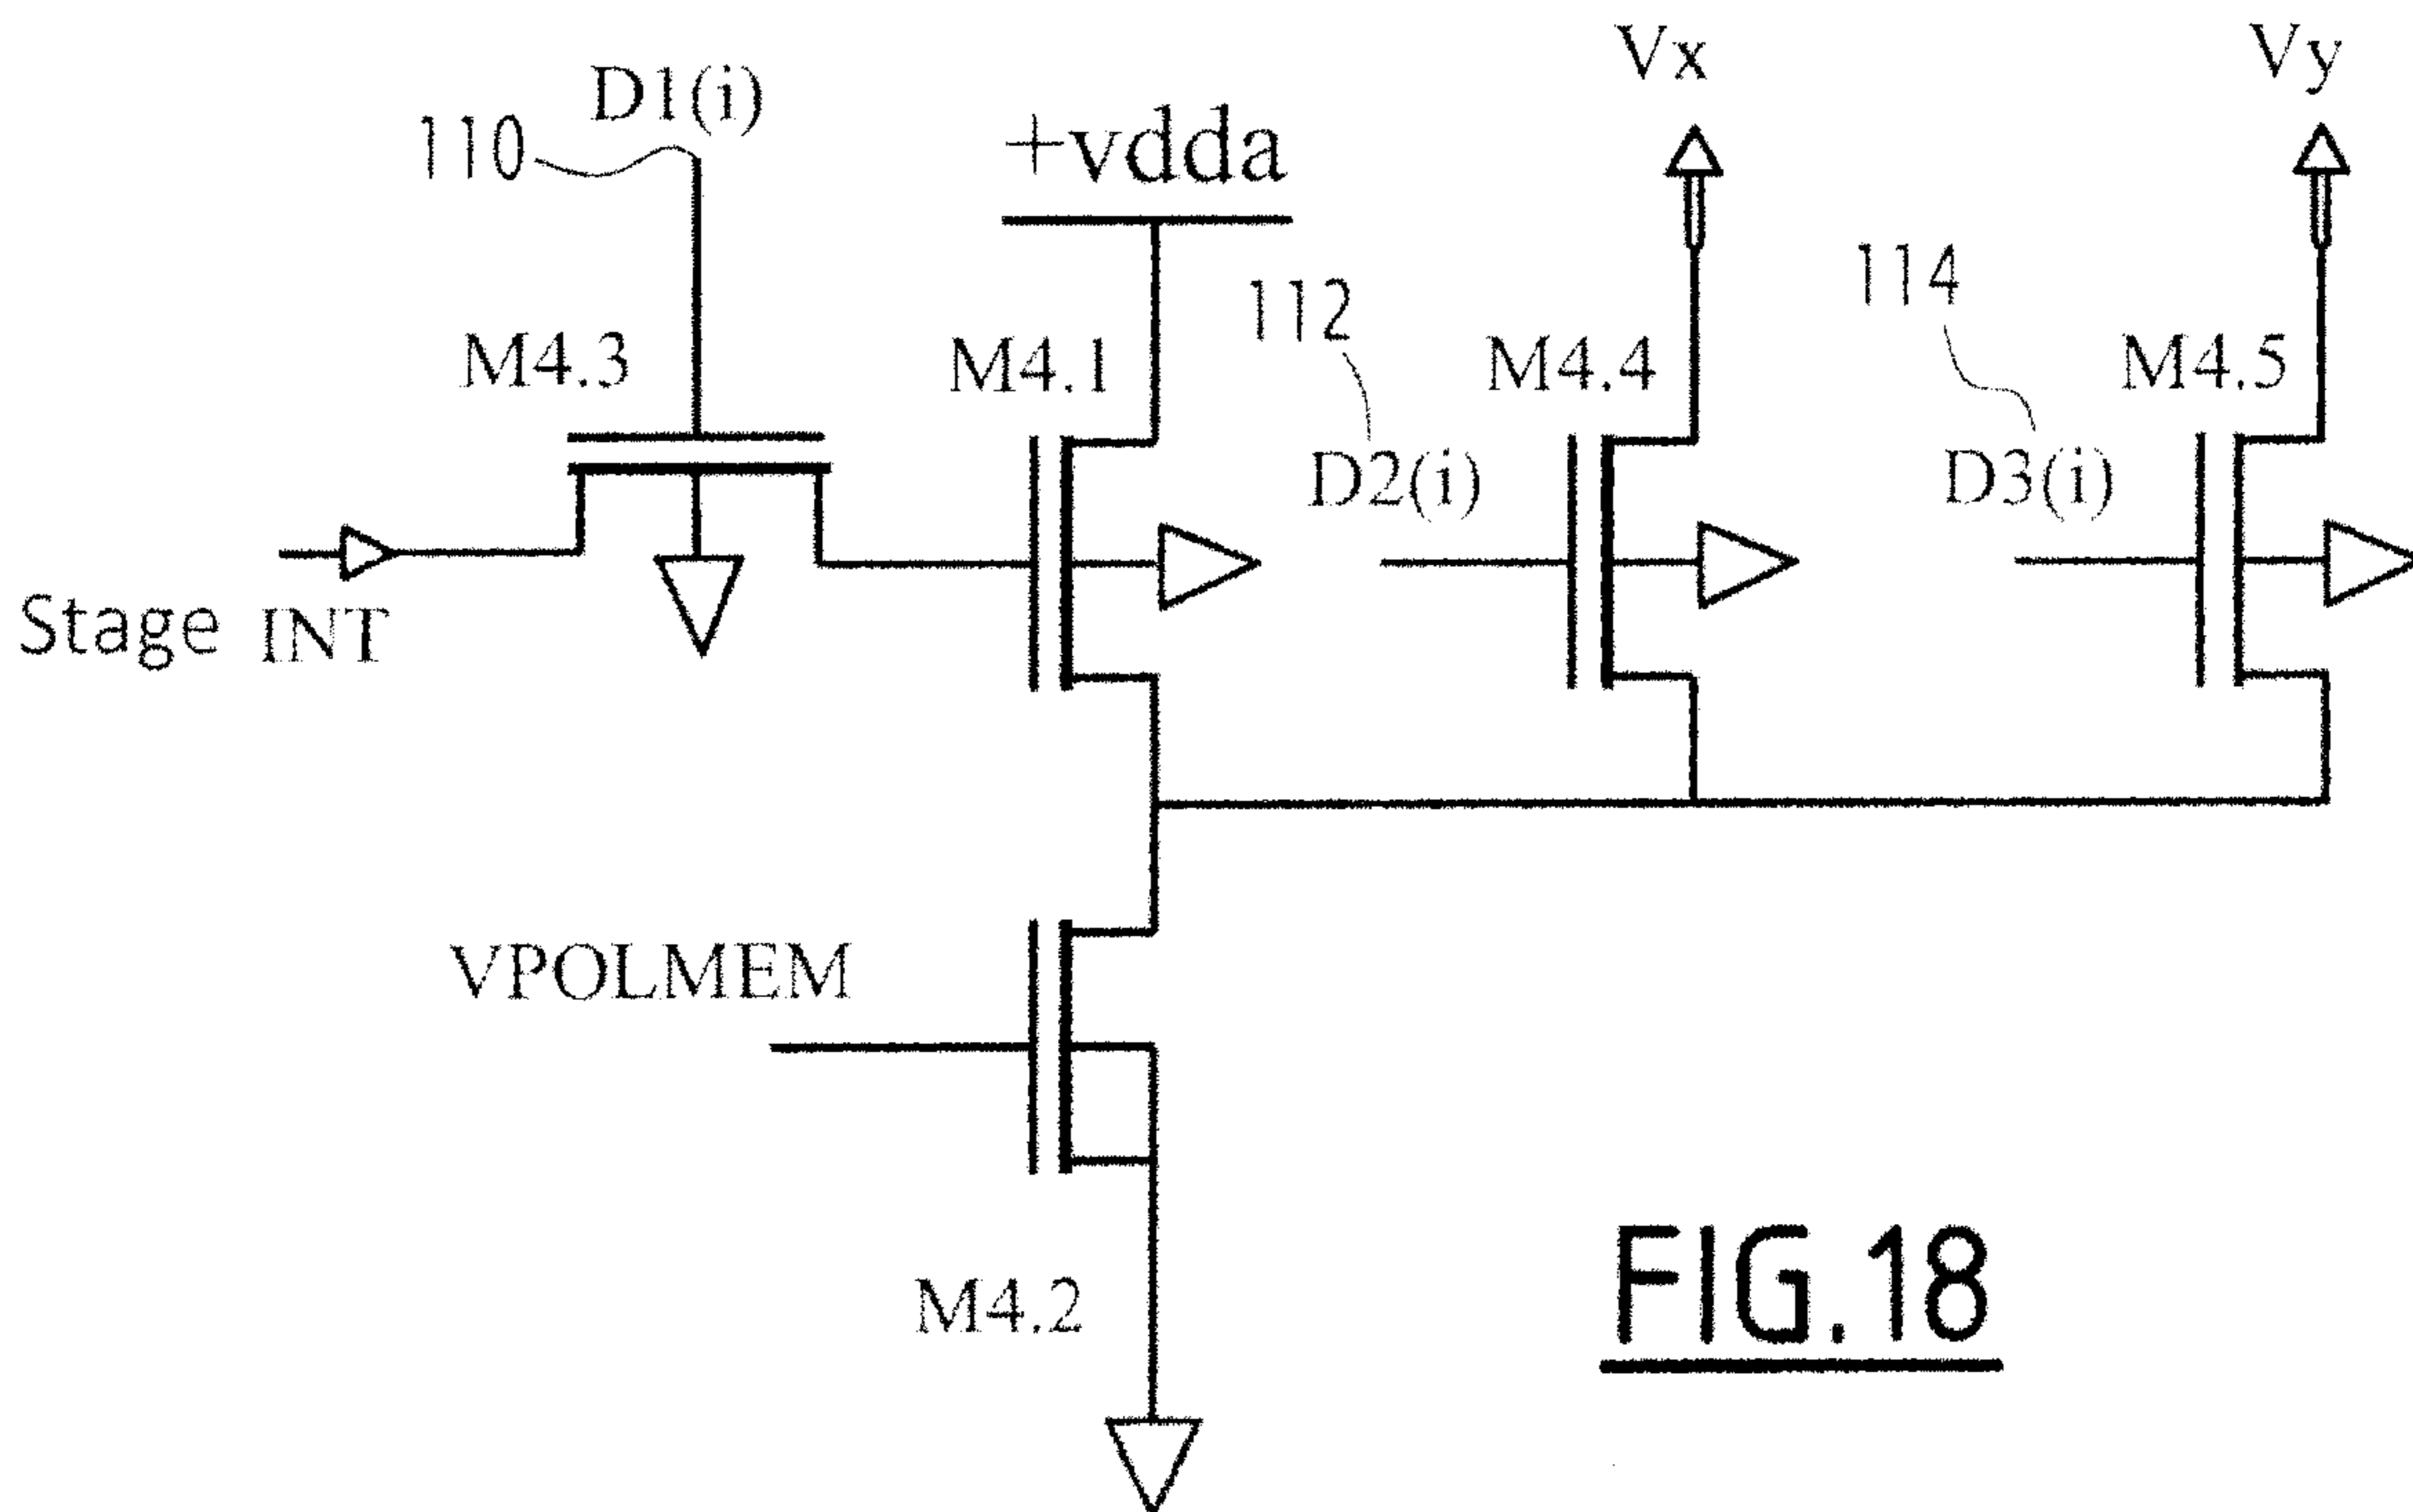 Vx
Vy
D1(i)
110
+vdda
112
114
M4.3
M4.1
M4.4
M4.5
D2(i)
D3(i)
Stage INT
VPOLMEM
M4.2
FIG.18